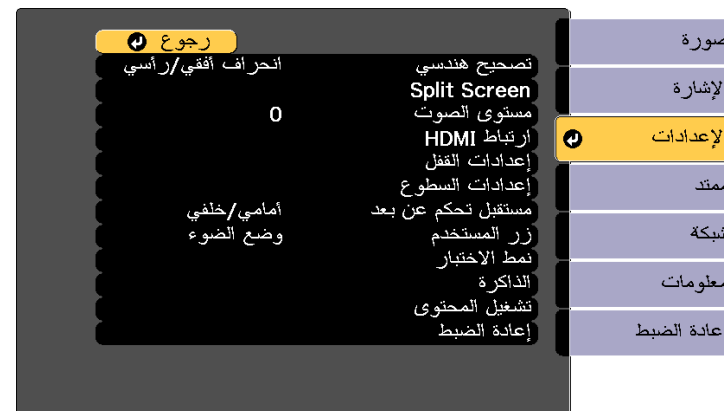 رجوع
تصحيح هندسي انحراف أفقي/رأسي
Split Screen
مستوى الصوت 0
ارتباط HDMI
إعدادات القفل
إعدادات السطوع
مستقبل تحكم عن بعد أمامي/خلفي
زر المستخدم وضع الضوء
نمط الاختبار
الذاكرة
تشغيل المحتوى
إعادة الضبط
صورة
الإشارة
الإعدادات
ممتد
شبكة
معلومات
إعادة الضبط